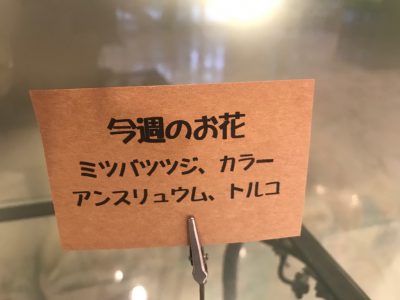 今週のお花
ミツバツツジ、カラー
アンスリュウム、トルコ